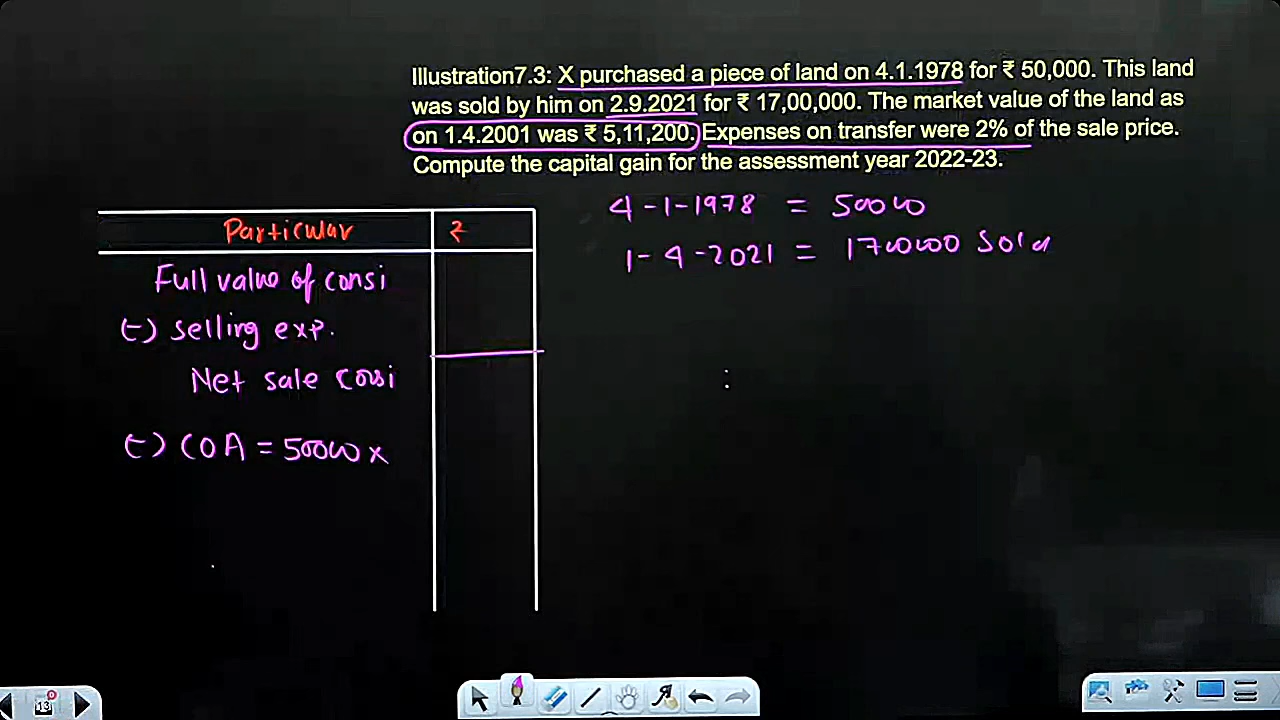 Illustration7.3: X purchased a piece of land on 4.1.1978 for ₹ 50,000. This land
was sold by him on 2.9.2021 for ₹ 17,00,000. The market value of the land as
on 1.4.2001 was ₹ 5,11,200. Expenses on transfer were 2% of the sale price.
Compute the capital gain for the assessment year 2022-23.
4-1-1978 = 50000
1-4-2021 = 1700000 Sold
Particular ₹
Full value of consi
(-) Selling exp.
Net sale consi
(-) COA = 50000 x
13
0